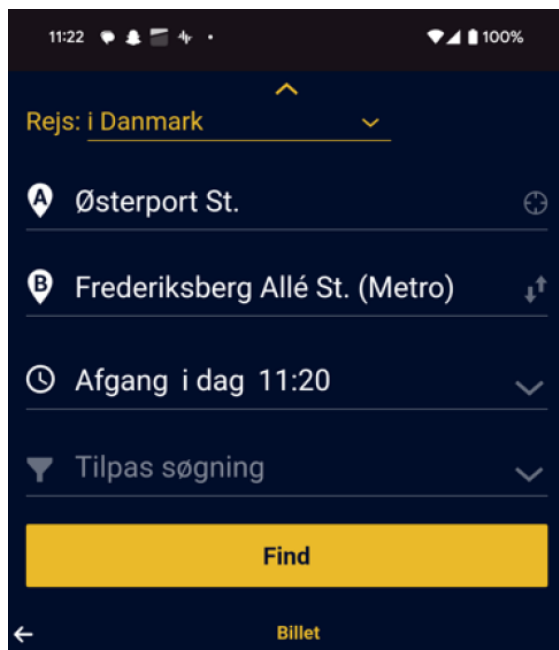 11:22 100%
Rejs: i Danmark
A Østerport St.
B Frederiksberg Allé St. (Metro)
Afgang i dag 11:20
Tilpas søgning
Find
Billet